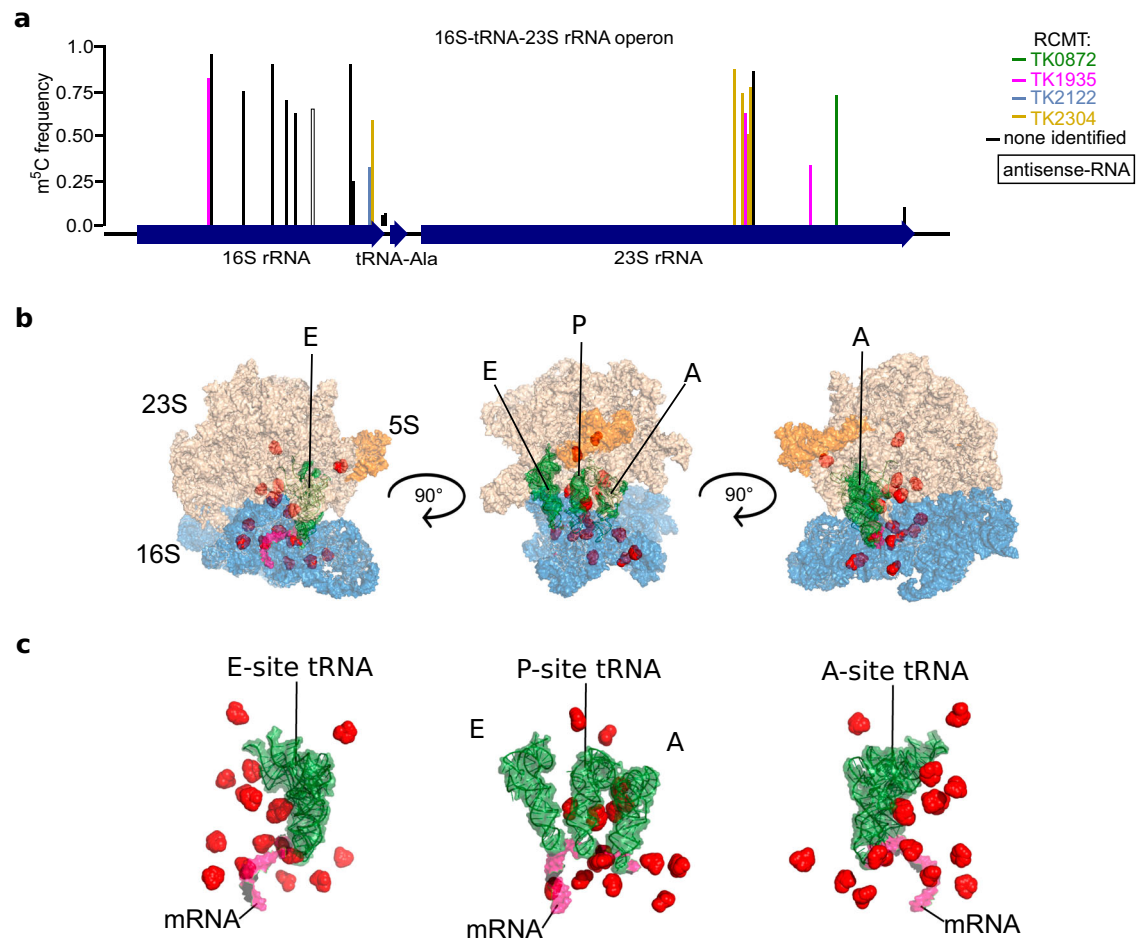 a
16S-tRNA-23S rRNA operon
m⁵C frequency
1.0
0.75
0.50
0.25
0.0
16S rRNA
tRNA-Ala
23S rRNA
RCMT:
TK0872
TK1935
TK2122
TK2304
none identified
antisense-RNA
b
E
23S
5S
16S
90°
E
P
A
90°
A
c
E-site tRNA
mRNA
P-site tRNA
E
A
mRNA
A-site tRNA
mRNA